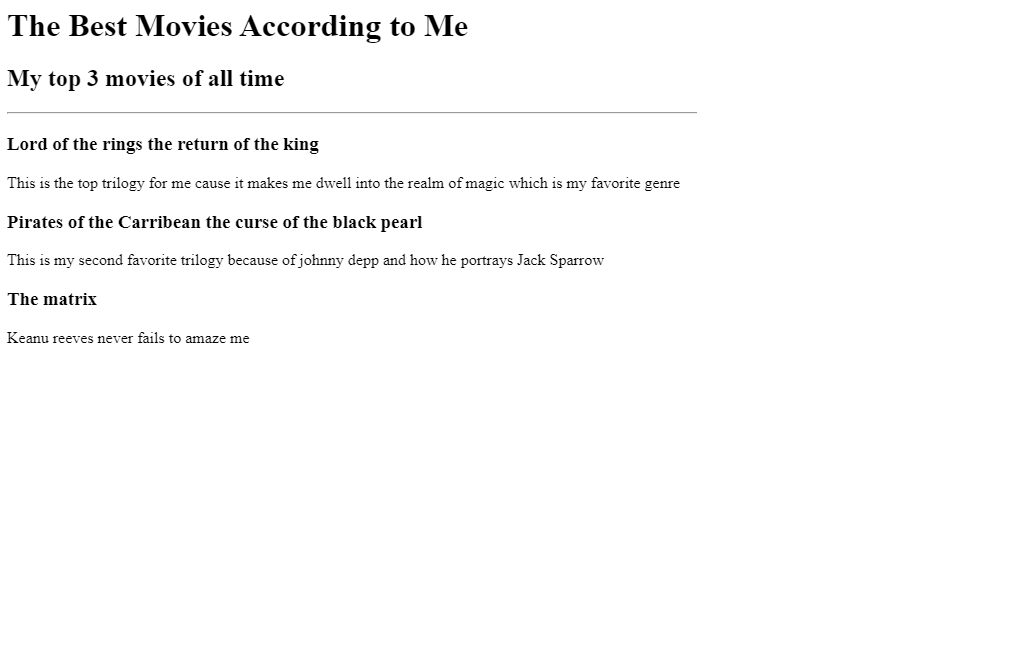 The Best Movies According to Me
My top 3 movies of all time
Lord of the rings the return of the king
This is the top trilogy for me cause it makes me dwell into the realm of magic which is my favorite genre
Pirates of the Carribean the curse of the black pearl
This is my second favorite trilogy because of johnny depp and how he portrays Jack Sparrow
The matrix
Keanu reeves never fails to amaze me